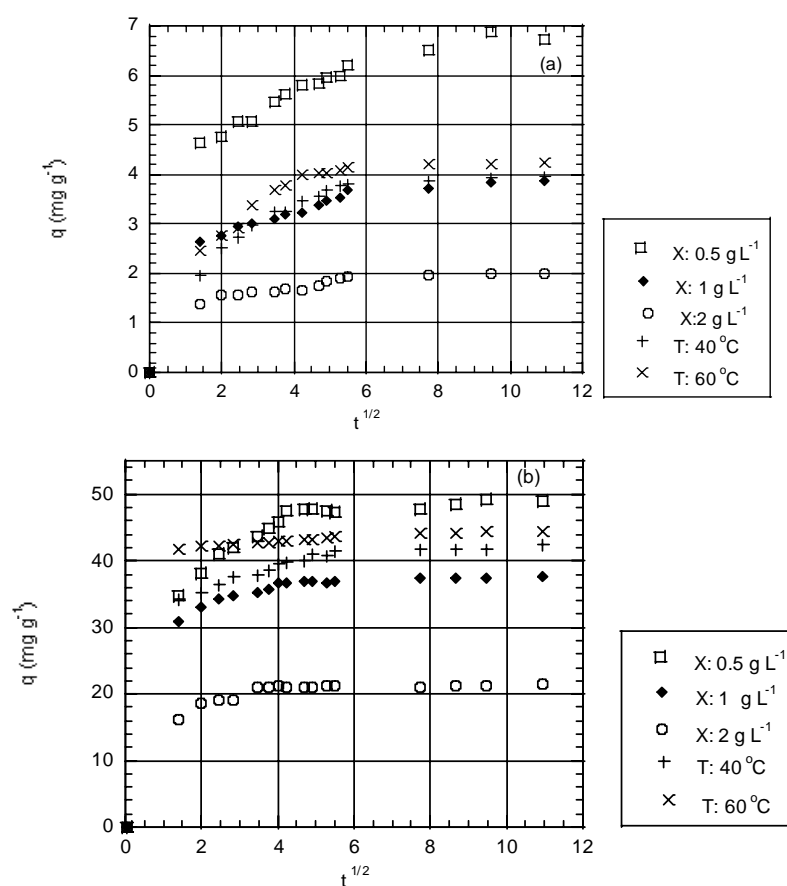 (a)
7
6
5
4
3
2
1
0
q (mg g⁻¹)
0 2 4 6 8 10 12
t ¹/²
X: 0.5 g L⁻¹
X: 1 g L⁻¹
X:2 g L⁻¹
T: 40 °C
T: 60 °C
(b)
50
40
30
20
10
0
q (mg g⁻¹)
0 2 4 6 8 10 12
t ¹/²
X: 0.5 g L⁻¹
X: 1 g L⁻¹
X: 2 g L⁻¹
T: 40 °C
T: 60 °C